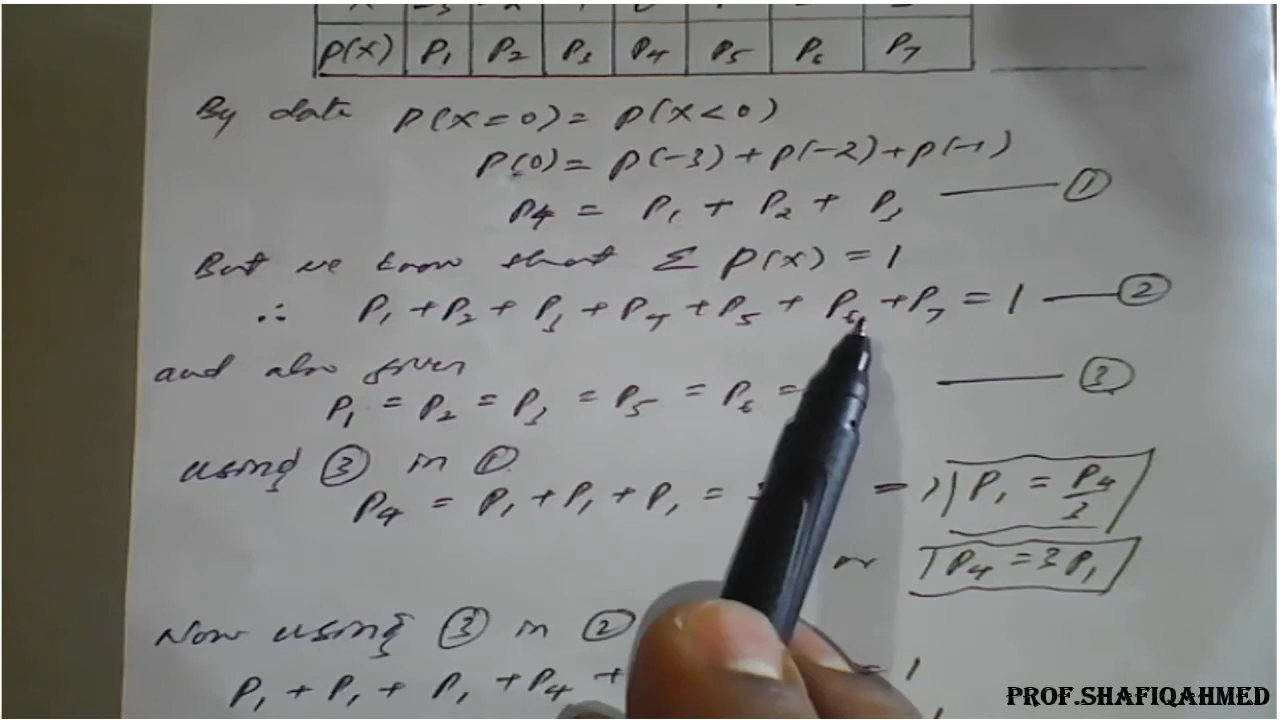 P(X) P1 P2 P3 P4 P5 P6 P7
By data P(X=0) = P(X<0)
P(0) = P(-3) + P(-2) + P(-1)
P4 = P1 + P2 + P3 — ①
But we know that Σ P(X) = 1
∴ P1 + P2 + P3 + P4 + P5 + P6 + P7 = 1 — ②
and also given
P1 = P2 = P3 = P5 = P6 = — ③
using ③ in ①
P4 = P1 + P1 + P1 = => P1 = P4/3
or P4 = 3P1
Now using ③ in ②
P1 + P1 + P1 + P4 + = 1
PROF.SHAFIQAHMED